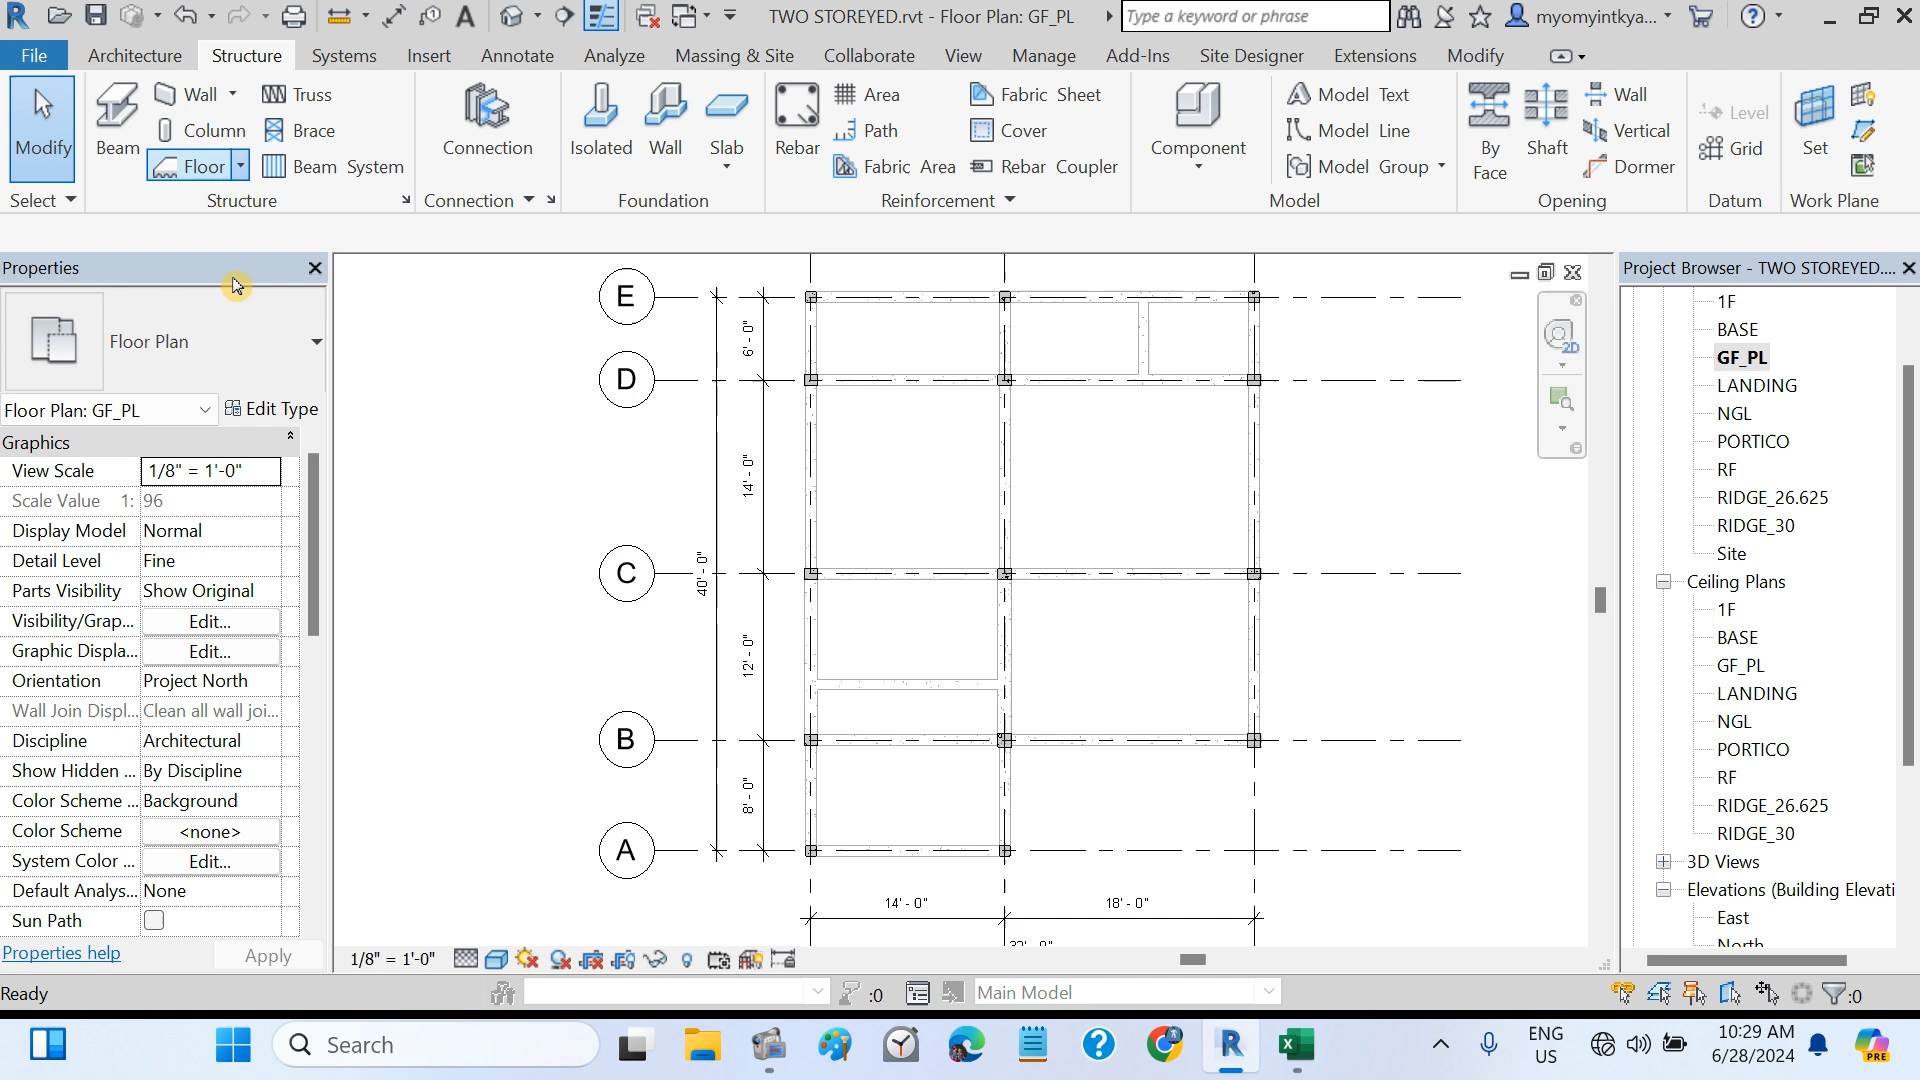 TWO STOREYED.rvt - Floor Plan: GF_PL
Type a keyword or phrase
myomyintkya...
File Architecture Structure Systems Insert Annotate Analyze Massing & Site Collaborate View Manage Add-Ins Site Designer Extensions Modify
Modify
Select
Beam
Wall
Column
Floor
Truss
Brace
Beam System
Structure
Connection
Connection
Isolated
Wall
Slab
Foundation
Rebar
Area
Path
Fabric Area
Fabric Sheet
Cover
Rebar Coupler
Reinforcement
Component
Model Text
Model Line
Model Group
Model
By Face
Shaft
Wall
Vertical
Dormer
Opening
Level
Grid
Datum
Set
Work Plane
Properties
Floor Plan
Floor Plan: GF_PL
Edit Type
Graphics
View Scale 1/8" = 1'-0"
Scale Value 1: 96
Display Model Normal
Detail Level Fine
Parts Visibility Show Original
Visibility/Grap... Edit...
Graphic Displa... Edit...
Orientation Project North
Wall Join Displ... Clean all wall joi...
Discipline Architectural
Show Hidden ... By Discipline
Color Scheme ... Background
Color Scheme <none>
System Color ... Edit...
Default Analys... None
Sun Path
Properties help
Apply
E
D
C
B
A
6' - 0"
14' - 0"
12' - 0"
8' - 0"
40' - 0"
14' - 0"
18' - 0"
2D
1/8" = 1'-0"
Project Browser - TWO STOREYED....
1F
BASE
GF_PL
LANDING
NGL
PORTICO
RF
RIDGE_26.625
RIDGE_30
Site
Ceiling Plans
1F
BASE
GF_PL
LANDING
NGL
PORTICO
RF
RIDGE_26.625
RIDGE_30
3D Views
Elevations (Building Elevati
East
North
Ready
:0
Main Model
:0
Search
ENG
US
10:29 AM
6/28/2024
PRE